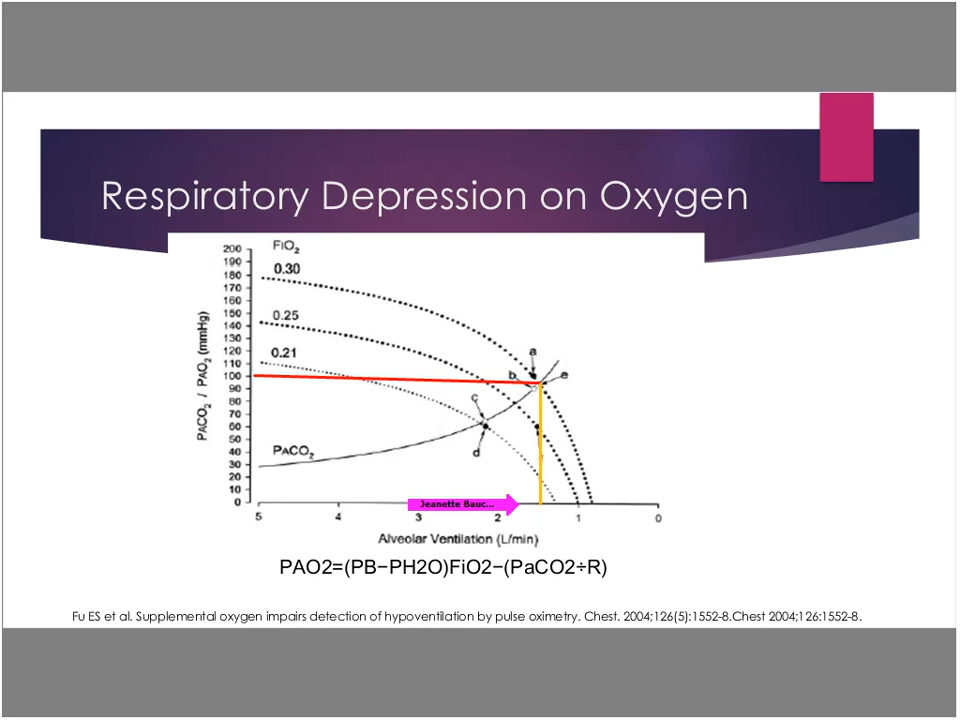 Respiratory Depression on Oxygen
FIO2
200
190
180
170
160
150
140
130
120
110
100
90
80
70
60
50
40
30
20
10
0
PACO2 / PAO2 (mmHg)
0.30
0.25
0.21
a
b
e
c
d
PACO2
Jeanette Bauc...
5
4
3
2
1
0
Alveolar Ventilation (L/min)
PAO2=(PB−PH2O)FiO2−(PaCO2÷R)
Fu ES et al. Supplemental oxygen impairs detection of hypoventilation by pulse oximetry. Chest. 2004;126(5):1552-8.Chest 2004;126:1552-8.